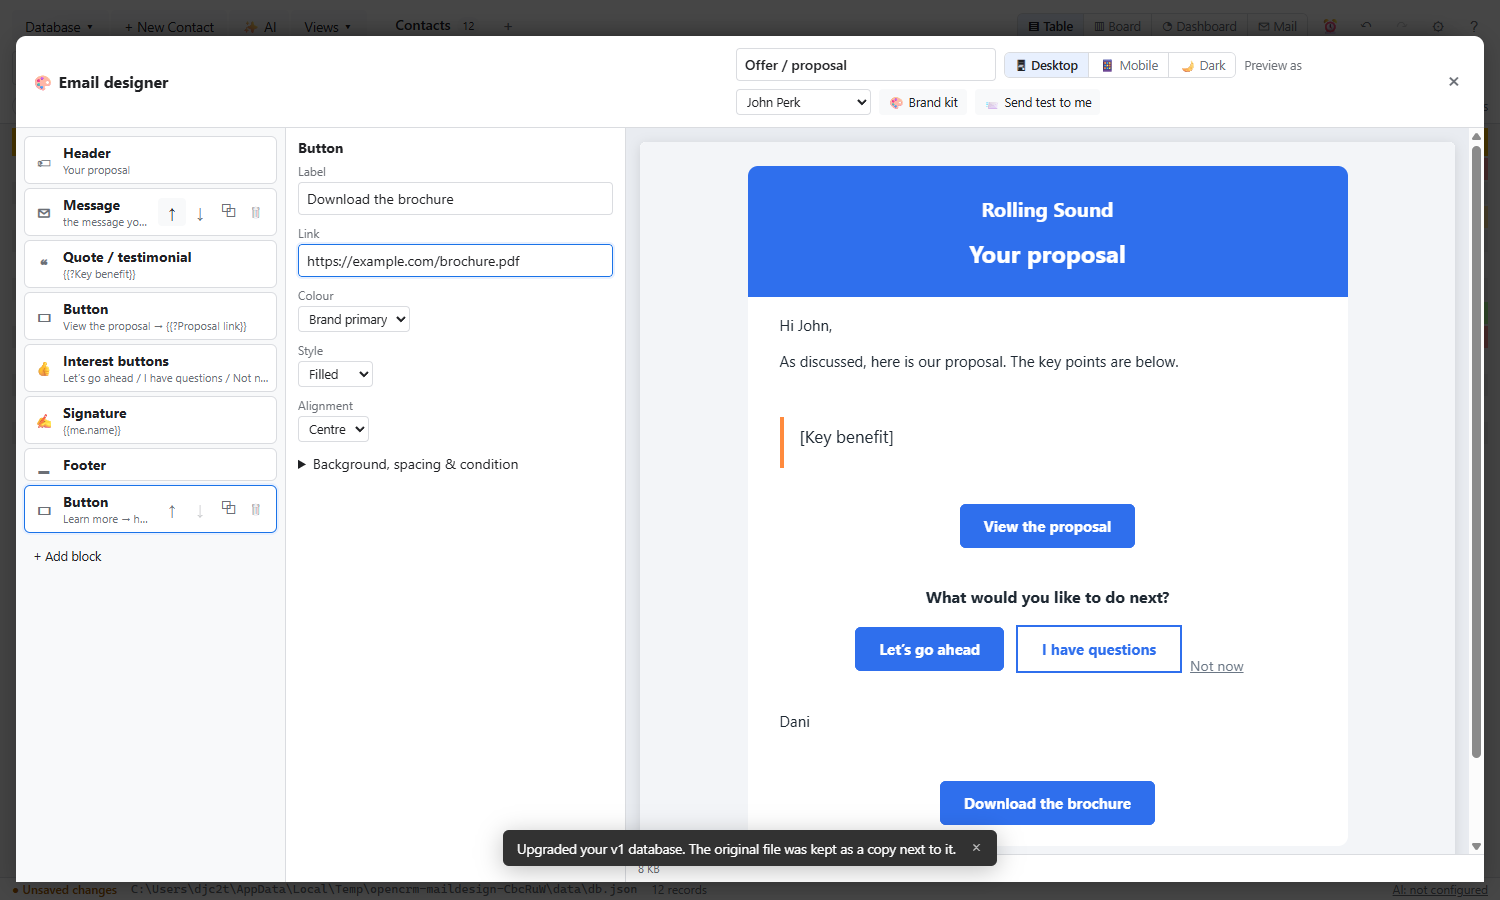 Database ▾
+ New Contact
AI
Views ▾
Contacts 12 +
Table
Board
Dashboard
Mail
?
Email designer
Offer / proposal
Desktop
Mobile
Dark
Preview as
John Perk
Brand kit
Send test to me
Header
Your proposal
Message
the message yo...
Quote / testimonial
{{?Key benefit}}
Button
View the proposal → {{?Proposal link}}
Interest buttons
Let's go ahead / I have questions / Not n...
Signature
{{me.name}}
Footer
Button
Learn more → h...
+ Add block
Button
Label
Download the brochure
Link
https://example.com/brochure.pdf
Colour
Brand primary
Style
Filled
Alignment
Centre
Background, spacing & condition
Rolling Sound
Your proposal
Hi John,
As discussed, here is our proposal. The key points are below.
[Key benefit]
View the proposal
What would you like to do next?
Let's go ahead
I have questions
Not now
Dani
Download the brochure
Upgraded your v1 database. The original file was kept as a copy next to it.
8 KB
Unsaved changes
C:\Users\djc2t\AppData\Local\Temp\opencrm-maildesign-CbcRuW\data\db.json
12 records
AI: not configured